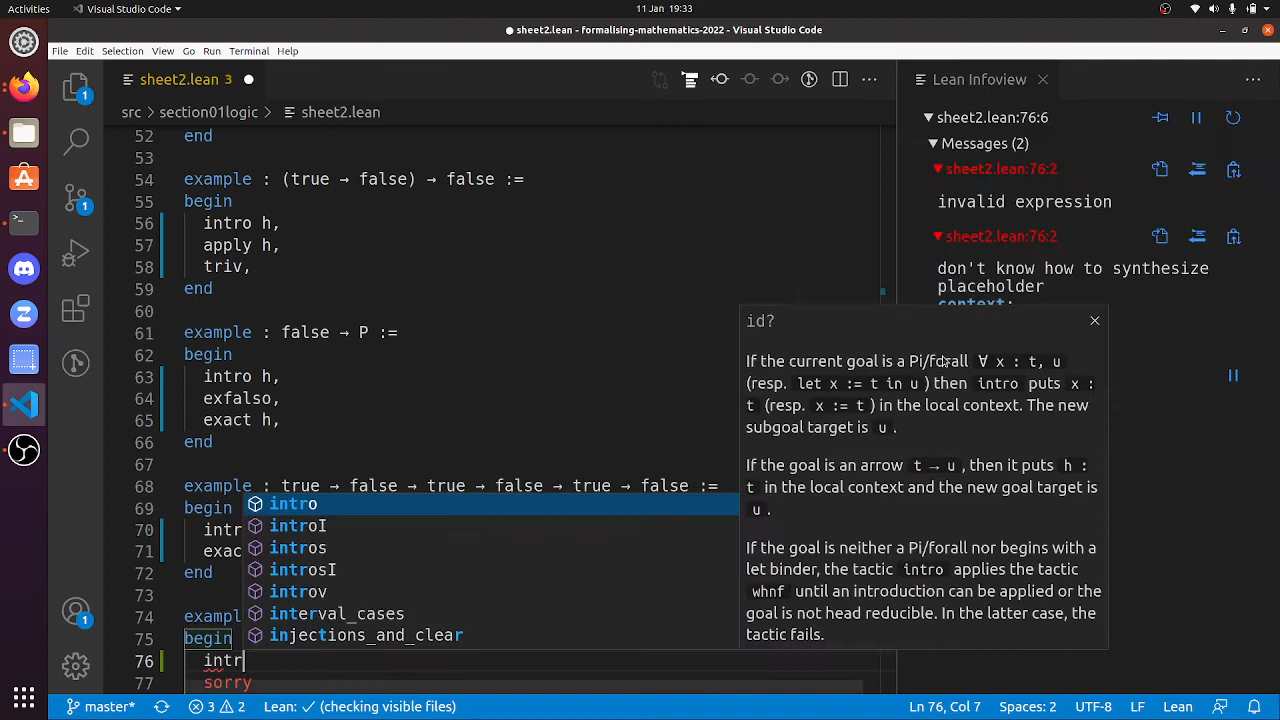 Activities
Visual Studio Code
11 Jan 19:33
sheet2.lean - formalising-mathematics-2022 - Visual Studio Code
File Edit Selection View Go Run Terminal Help
sheet2.lean 3
Lean Infoview
src > section01logic > sheet2.lean
52 end
53
54 example : (true → false) → false :=
55 begin
56 intro h,
57 apply h,
58 triv,
59 end
60
61 example : false → P :=
62 begin
63 intro h,
64 exfalso,
65 exact h,
66 end
67
68 example : true → false → true → false → true → false :=
69 begin
70 intr
71 exac
72 end
73
74 example
75 begin
76 intr
77 sorry
intro
introI
intros
introsI
introv
interval_cases
injections_and_clear
id?
If the current goal is a Pi/forall ∀ x : t, u
(resp. let x := t in u ) then intro puts x :
t (resp. x := t ) in the local context. The new
subgoal target is u .
If the goal is an arrow t → u , then it puts h :
t in the local context and the new goal target is
u .
If the goal is neither a Pi/forall nor begins with a
let binder, the tactic intro applies the tactic
whnf until an introduction can be applied or the
goal is not head reducible. In the latter case, the
tactic fails.
sheet2.lean:76:6
Messages (2)
sheet2.lean:76:2
invalid expression
sheet2.lean:76:2
don't know how to synthesize
placeholder
context:
1
1
1
master*
3
2
Lean: ✓ (checking visible files)
Ln 76, Col 7
Spaces: 2
UTF-8
LF
Lean